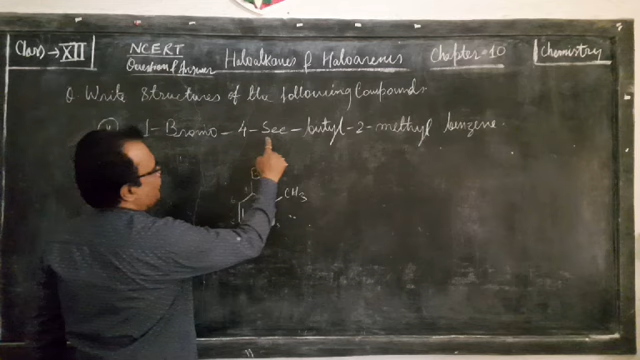 Class → XII
NCERT
Question & Answer
Haloalkanes & Haloarenes
Chapter-10
Chemistry
Q. Write Structures of the following Compounds.
1- Bromo - 4 - Sec - butyl - 2 - methyl benzene.
CH3